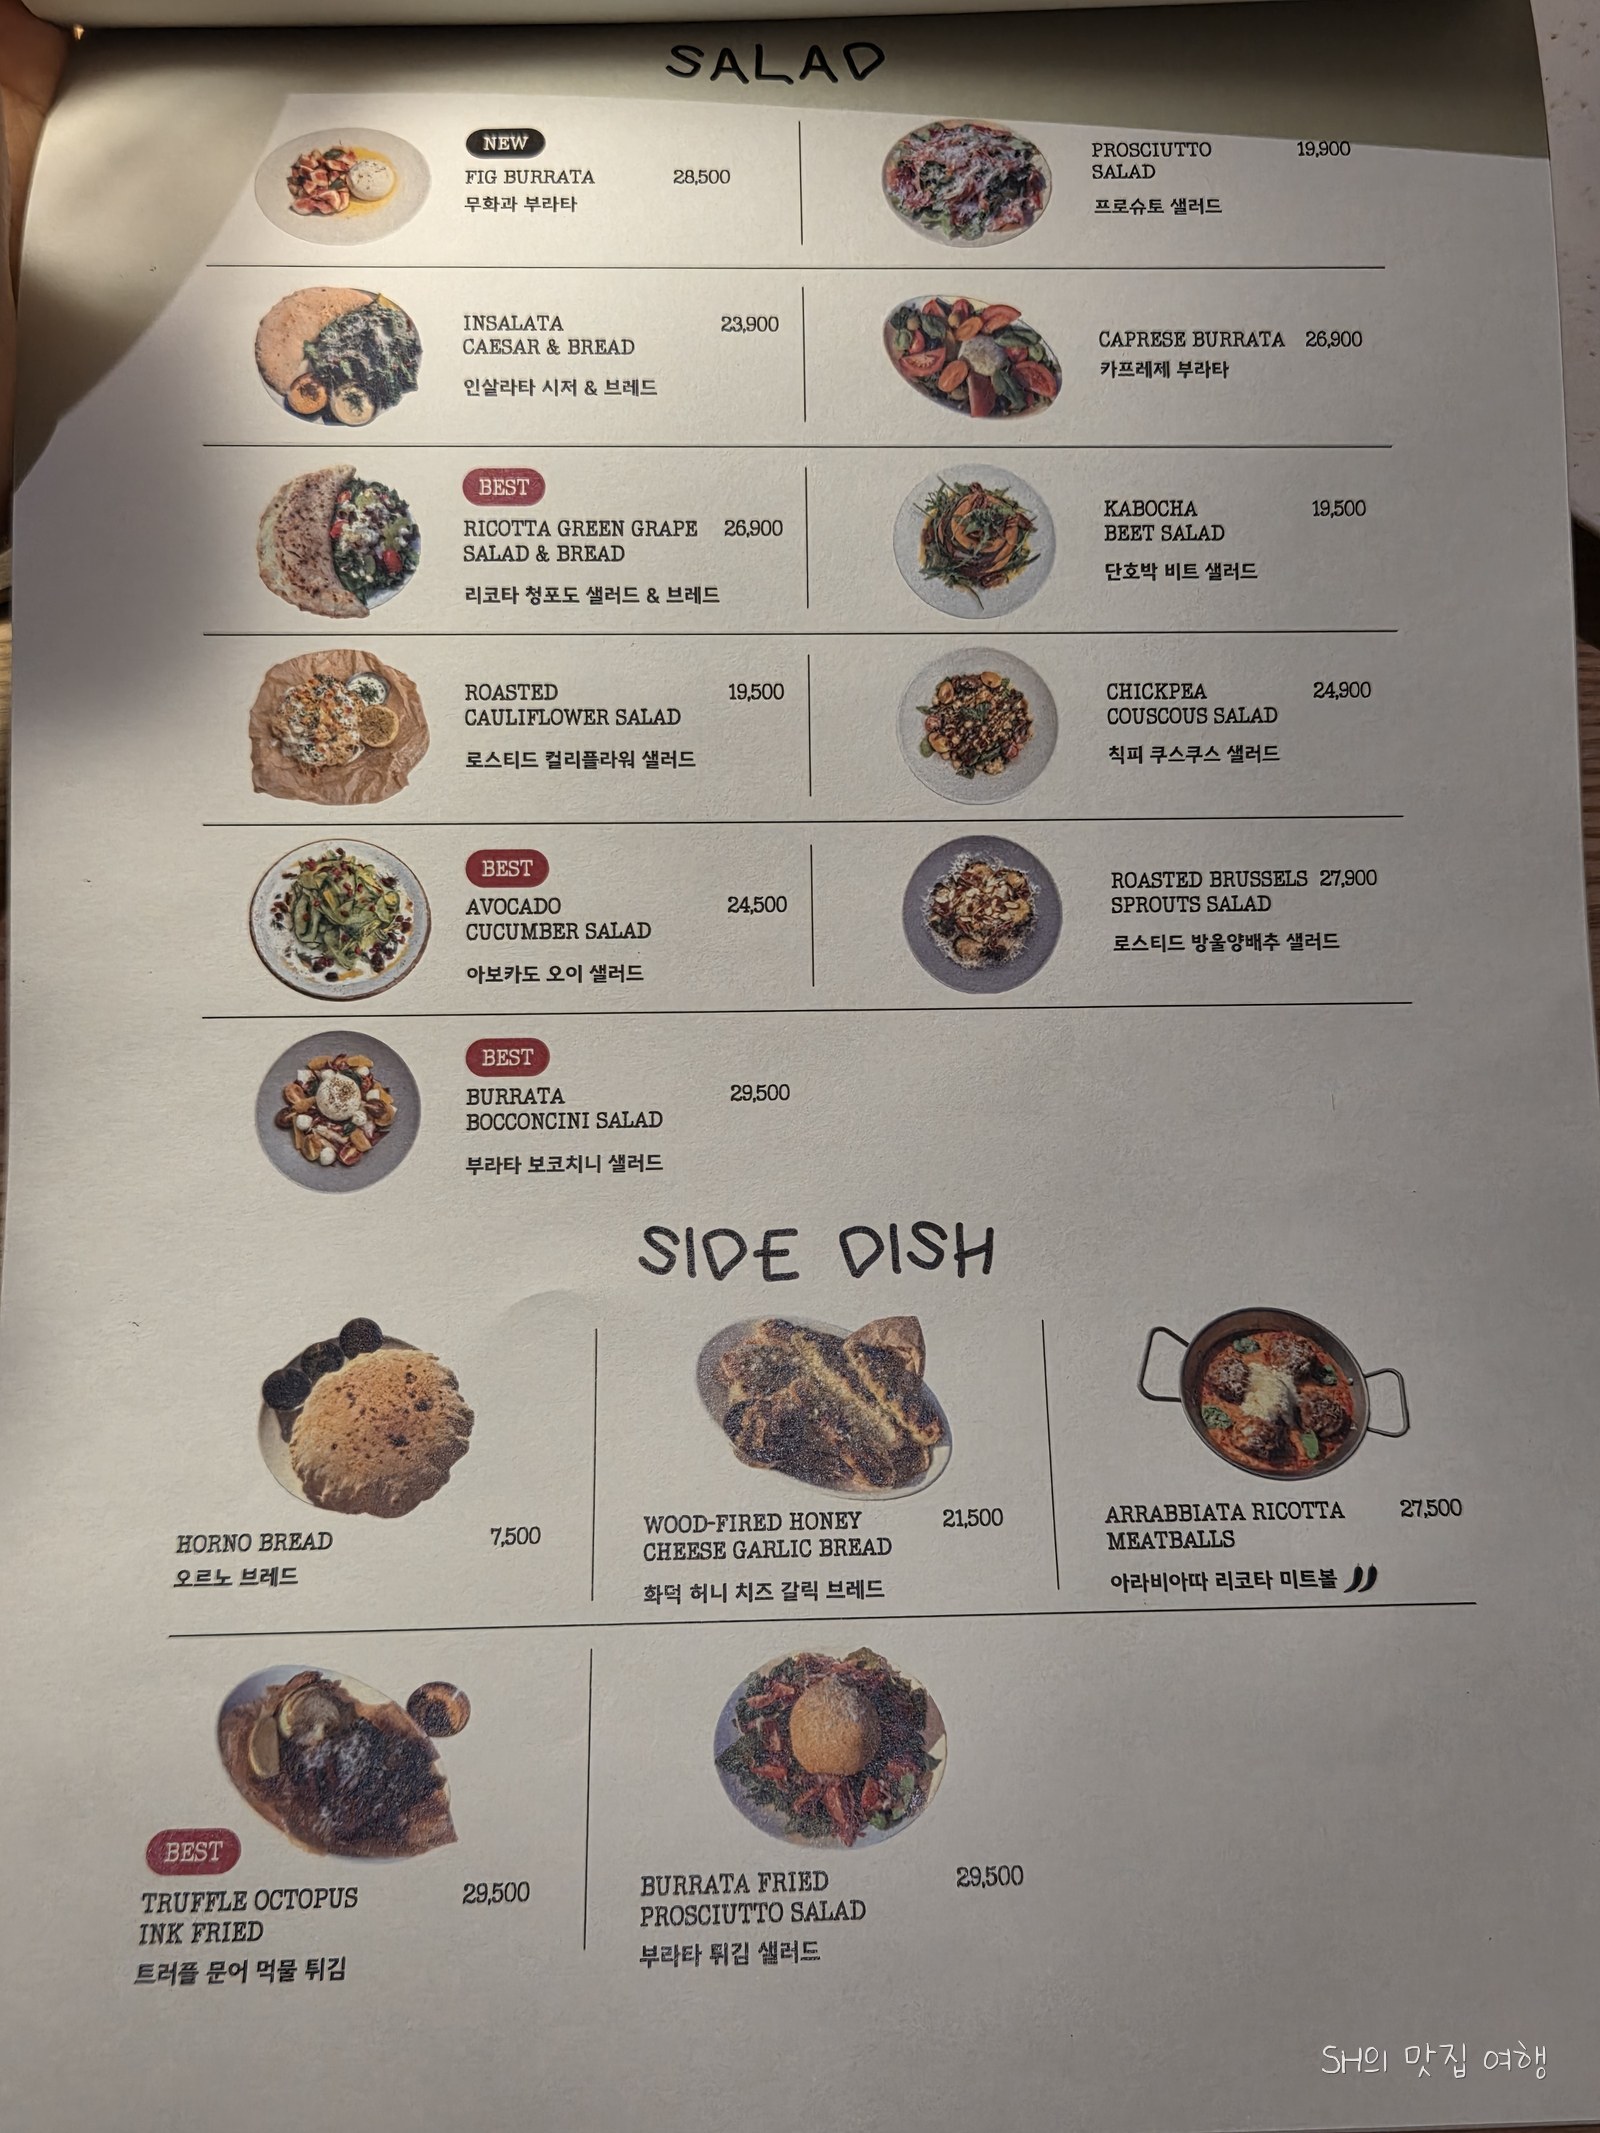 SALAD
NEW
FIG BURRATA 28,500
무화과 부라타
PROSCIUTTO 19,900
SALAD
프로슈토 샐러드
INSALATA 23,900
CAESAR & BREAD
인살라타 시저 & 브레드
CAPRESE BURRATA 26,900
카프레제 부라타
BEST
RICOTTA GREEN GRAPE 26,900
SALAD & BREAD
리코타 청포도 샐러드 & 브레드
KABOCHA 19,500
BEET SALAD
단호박 비트 샐러드
ROASTED 19,500
CAULIFLOWER SALAD
로스티드 컬리플라워 샐러드
CHICKPEA 24,900
COUSCOUS SALAD
칙피 쿠스쿠스 샐러드
BEST
AVOCADO 24,500
CUCUMBER SALAD
아보카도 오이 샐러드
ROASTED BRUSSELS 27,900
SPROUTS SALAD
로스티드 방울양배추 샐러드
BEST
BURRATA 29,500
BOCCONCINI SALAD
부라타 보코치니 샐러드
SIDE DISH
HORNO BREAD 7,500
오르노 브레드
WOOD-FIRED HONEY 21,500
CHEESE GARLIC BREAD
화덕 허니 치즈 갈릭 브레드
ARRABBIATA RICOTTA 27,500
MEATBALLS
아라비아따 리코타 미트볼
BEST
TRUFFLE OCTOPUS 29,500
INK FRIED
트러플 문어 먹물 튀김
BURRATA FRIED 29,500
PROSCIUTTO SALAD
부라타 튀김 샐러드
SH의 맛집 여행